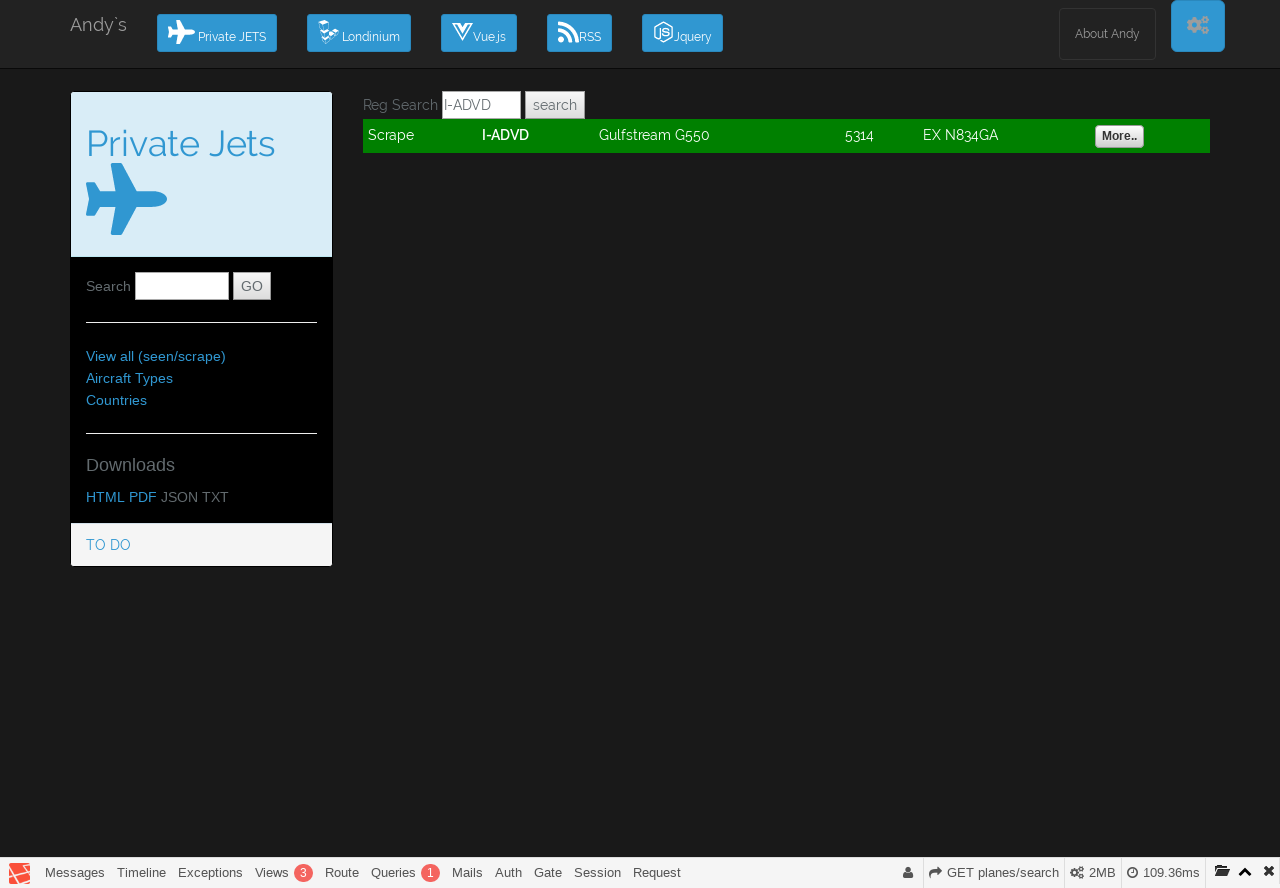 Andy`s Private JETS Londinium Vue.js RSS JS Jquery About Andy
Reg Search I-ADVD search
Scrape I-ADVD Gulfstream G550 5314 EX N834GA More..
Private Jets
Search GO
View all (seen/scrape)
Aircraft Types
Countries
Downloads
HTML PDF JSON TXT
TO DO
Messages Timeline Exceptions Views 3 Route Queries 1 Mails Auth Gate Session Request GET planes/search 2MB 109.36ms